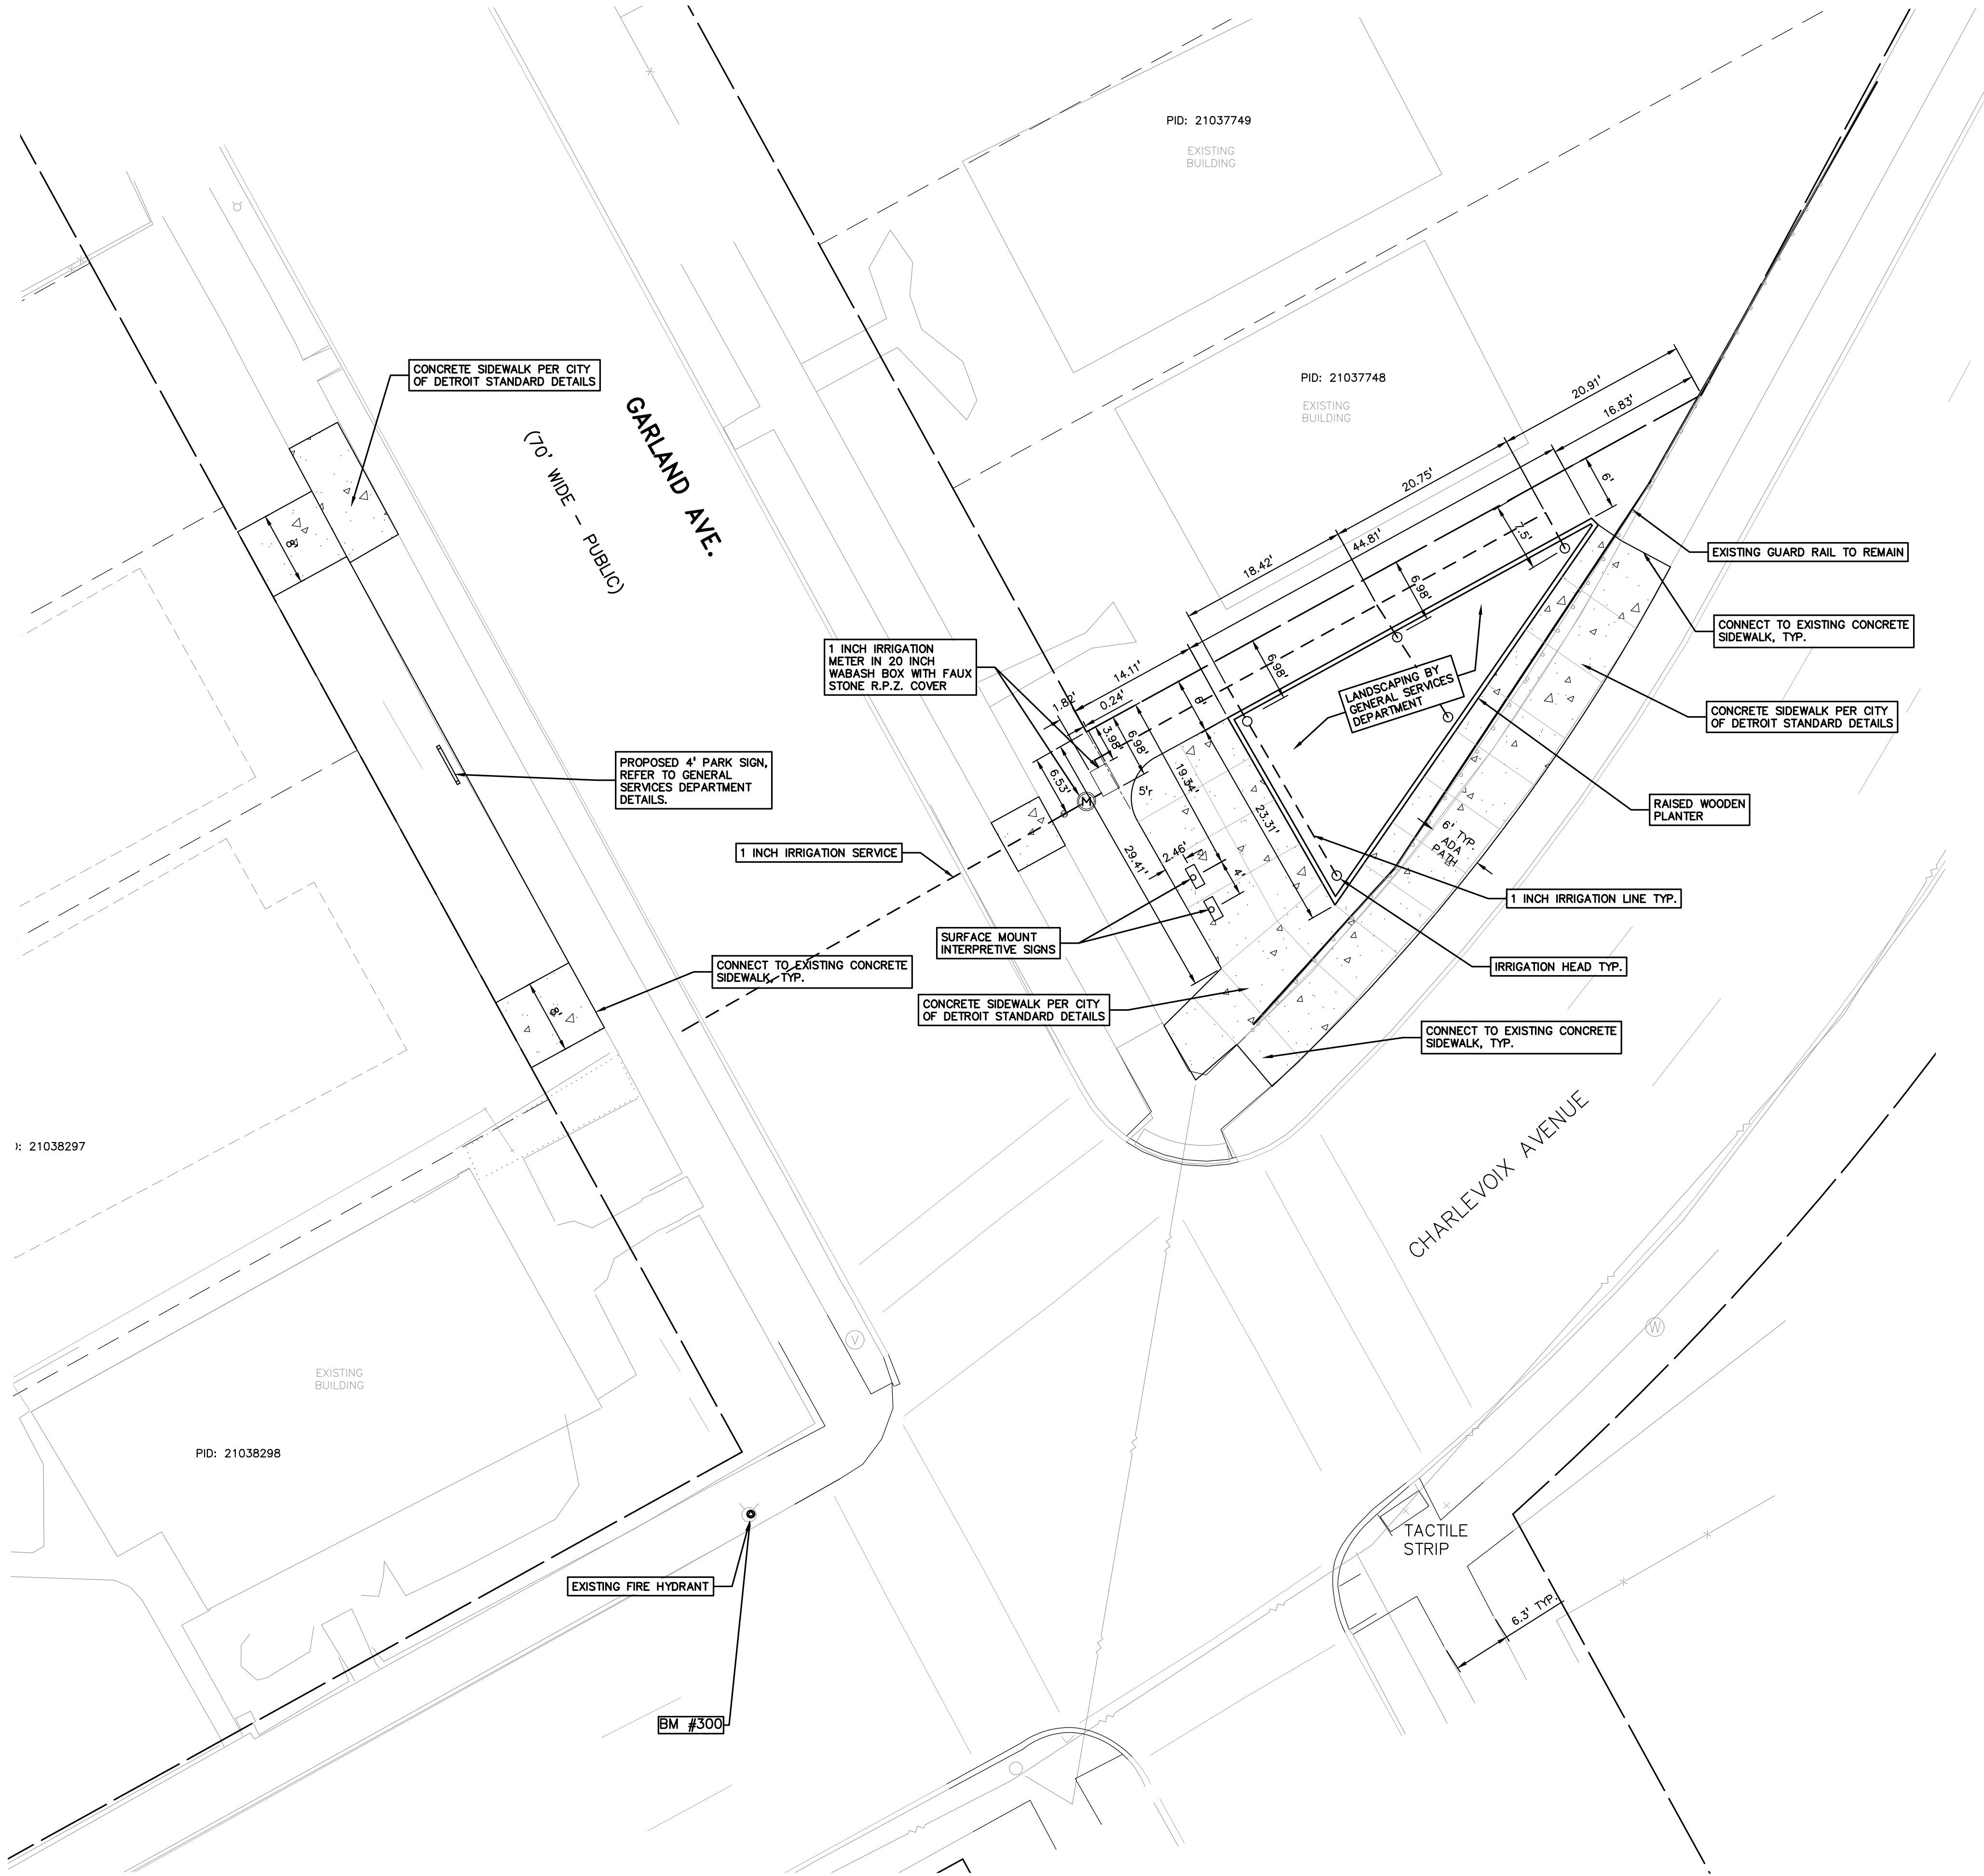 PID: 21037749
EXISTING
BUILDING
PID: 21037748
EXISTING
BUILDING
CONCRETE SIDEWALK PER CITY
OF DETROIT STANDARD DETAILS
GARLAND AVE.
(70' WIDE – PUBLIC)
20.91'
16.83'
20.75'
44.81'
18.42'
14.11'
0.24'
1.82'
6'
7.5'
6.98'
6.98'
6'
6.98'
3.98'
6.53'
19.34'
23.31'
29.41'
5'r
2.46'
4'
8'
8'
M
EXISTING GUARD RAIL TO REMAIN
CONNECT TO EXISTING CONCRETE
SIDEWALK, TYP.
1 INCH IRRIGATION
METER IN 20 INCH
WABASH BOX WITH FAUX
STONE R.P.Z. COVER
LANDSCAPING BY
GENERAL SERVICES
DEPARTMENT
CONCRETE SIDEWALK PER CITY
OF DETROIT STANDARD DETAILS
PROPOSED 4' PARK SIGN,
REFER TO GENERAL
SERVICES DEPARTMENT
DETAILS.
RAISED WOODEN
PLANTER
6' TYP.
ADA
PATH
1 INCH IRRIGATION SERVICE
1 INCH IRRIGATION LINE TYP.
SURFACE MOUNT
INTERPRETIVE SIGNS
IRRIGATION HEAD TYP.
CONNECT TO EXISTING CONCRETE
SIDEWALK, TYP.
CONCRETE SIDEWALK PER CITY
OF DETROIT STANDARD DETAILS
CONNECT TO EXISTING CONCRETE
SIDEWALK, TYP.
: 21038297
CHARLEVOIX AVENUE
V
W
EXISTING
BUILDING
PID: 21038298
TACTILE
STRIP
EXISTING FIRE HYDRANT
6.3' TYP.
BM #300